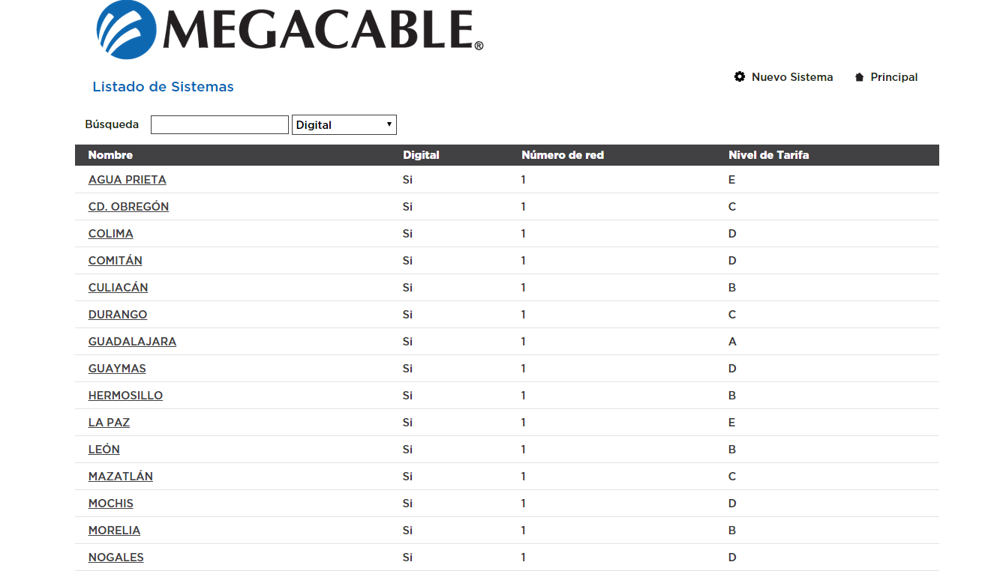 MEGACABLE®
Nuevo Sistema Principal
Listado de Sistemas
Búsqueda Digital
Nombre Digital Número de red Nivel de Tarifa
AGUA PRIETA Si 1 E
CD. OBREGÓN Si 1 C
COLIMA Si 1 D
COMITÁN Si 1 D
CULIACÁN Si 1 B
DURANGO Si 1 C
GUADALAJARA Si 1 A
GUAYMAS Si 1 D
HERMOSILLO Si 1 B
LA PAZ Si 1 E
LEÓN Si 1 B
MAZATLÁN Si 1 C
MOCHIS Si 1 D
MORELIA Si 1 B
NOGALES Si 1 D